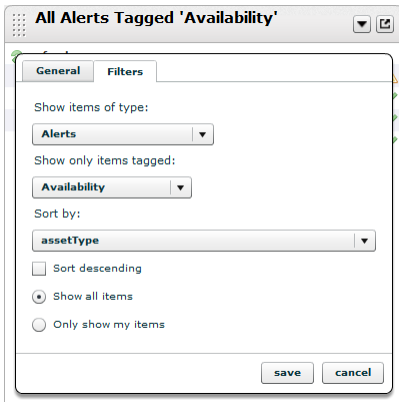 All Alerts Tagged 'Availability'
General
Filters
Show items of type:
Alerts
Show only items tagged:
Availability
Sort by:
assetType
Sort descending
Show all items
Only show my items
save
cancel